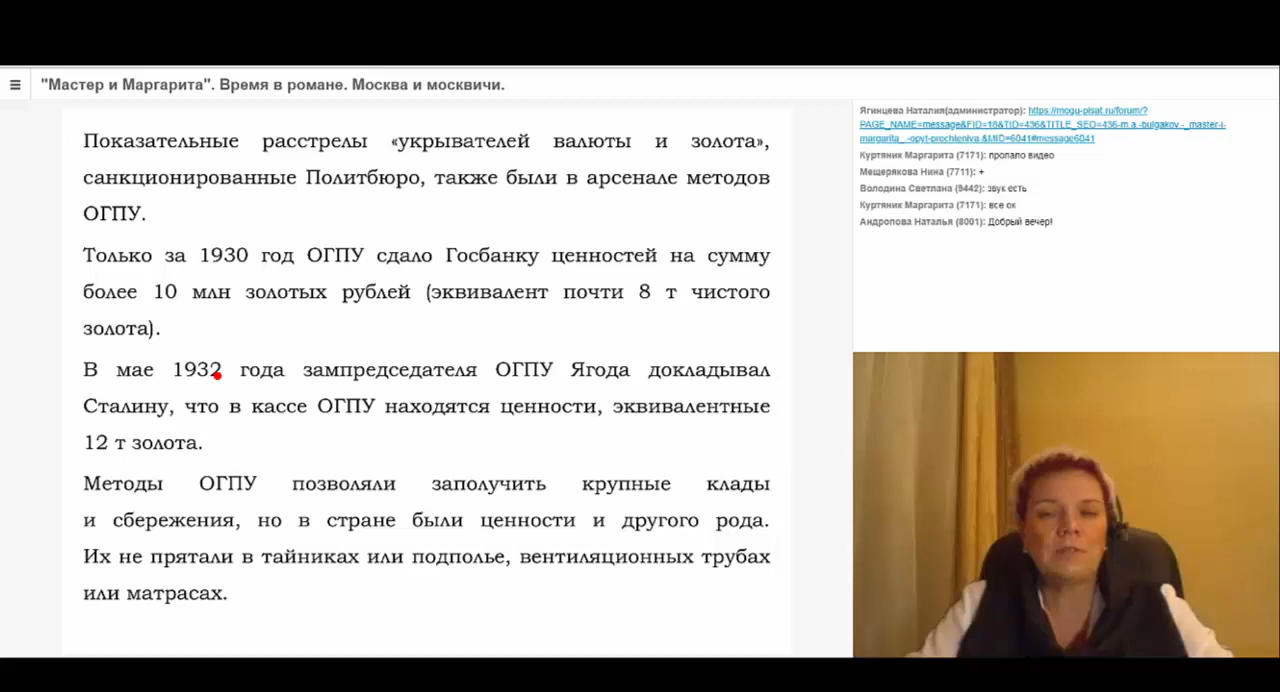 "Мастер и Маргарита". Время в романе. Москва и москвичи.
Показательные расстрелы «укрывателей валюты и золота»,
санкционированные Политбюро, также были в арсенале методов
ОГПУ.
Только за 1930 год ОГПУ сдало Госбанку ценностей на сумму
более 10 млн золотых рублей (эквивалент почти 8 т чистого
золота).
В мае 1932 года зампредседателя ОГПУ Ягода докладывал
Сталину, что в кассе ОГПУ находятся ценности, эквивалентные
12 т золота.
Методы ОГПУ позволяли заполучить крупные клады
и сбережения, но в стране были ценности и другого рода.
Их не прятали в тайниках или подполье, вентиляционных трубах
или матрасах.
Ягинцева Наталия(администратор): https://mogu-pisat.ru/forum/?
PAGE_NAME=message&FID=18&TID=436&TITLE_SEO=436-m.a.-bulgakov.-_master-i-
margarita_.-opyt-prochteniya.&MID=6041#message6041
Куртяник Маргарита (7171): пропало видео
Мещерякова Нина (7711): +
Володина Светлана (9442): звук есть
Куртяник Маргарита (7171): все ок
Андропова Наталья (8001): Добрый вечер!